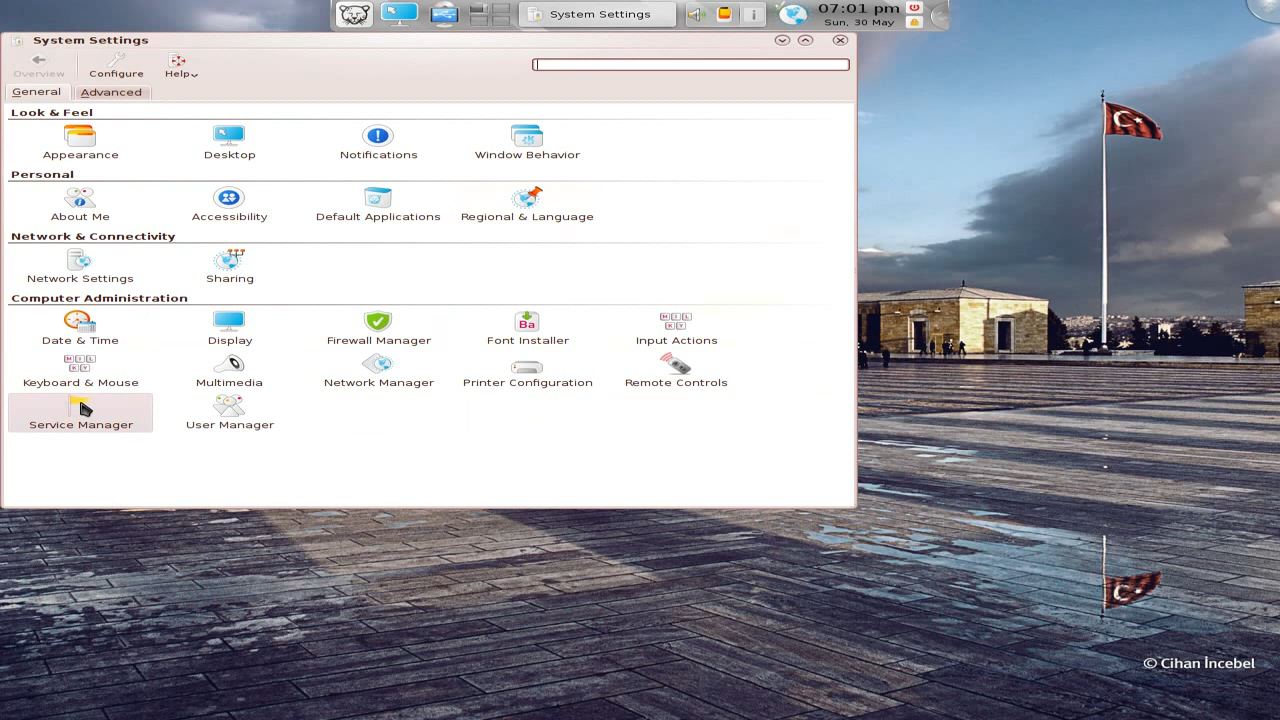 System Settings
07:01 pm
Sun, 30 May
System Settings
Overview
Configure
Help
General
Advanced
Look & Feel
Appearance
Desktop
Notifications
Window Behavior
Personal
About Me
Accessibility
Default Applications
Regional & Language
Network & Connectivity
Network Settings
Sharing
Computer Administration
Date & Time
Display
Firewall Manager
Ba
Font Installer
Input Actions
Keyboard & Mouse
Multimedia
Network Manager
Printer Configuration
Remote Controls
Service Manager
User Manager
© Cihan İncebel